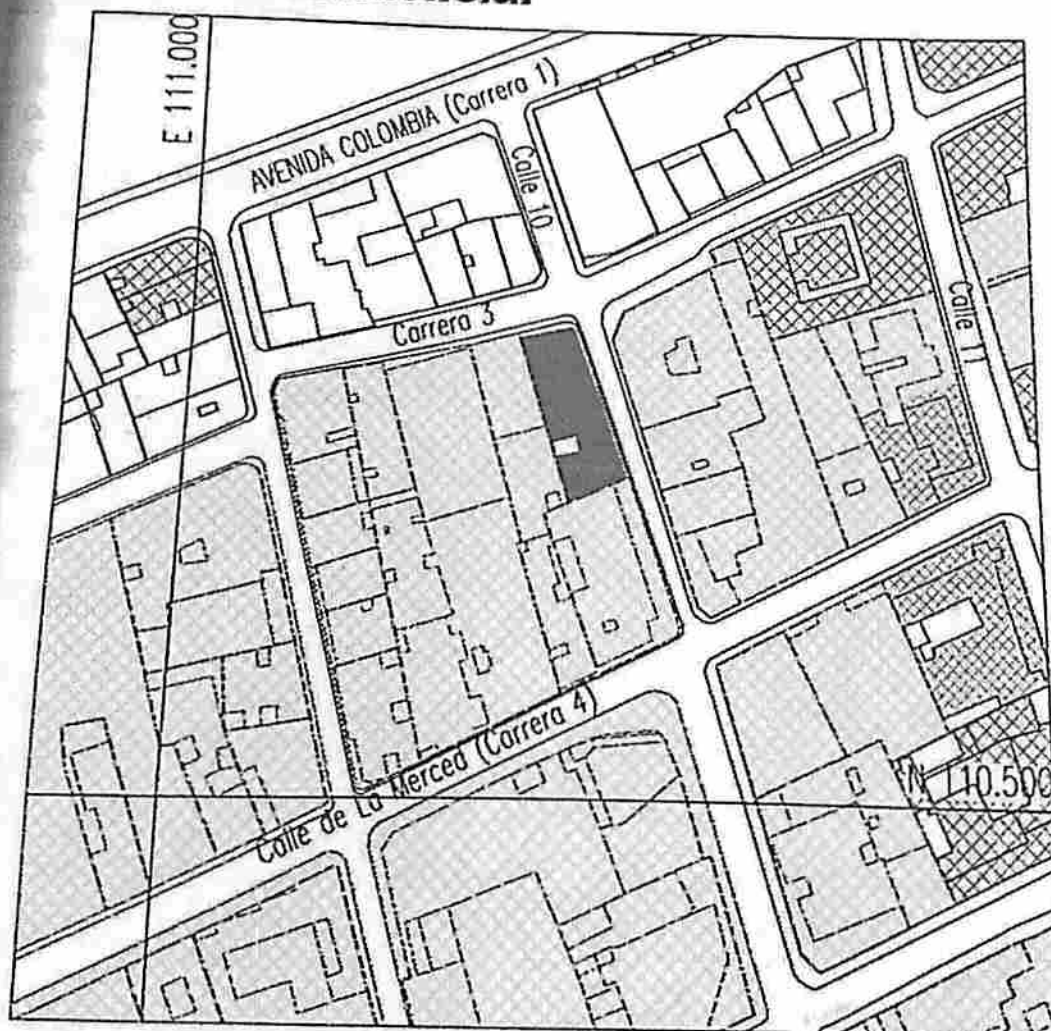 E 111.000
AVENIDA COLOMBIA (Carrera 1)
Calle 10
Carrera 3
Calle 11
Calle de La Merced (Carrera 4)
N 110.500